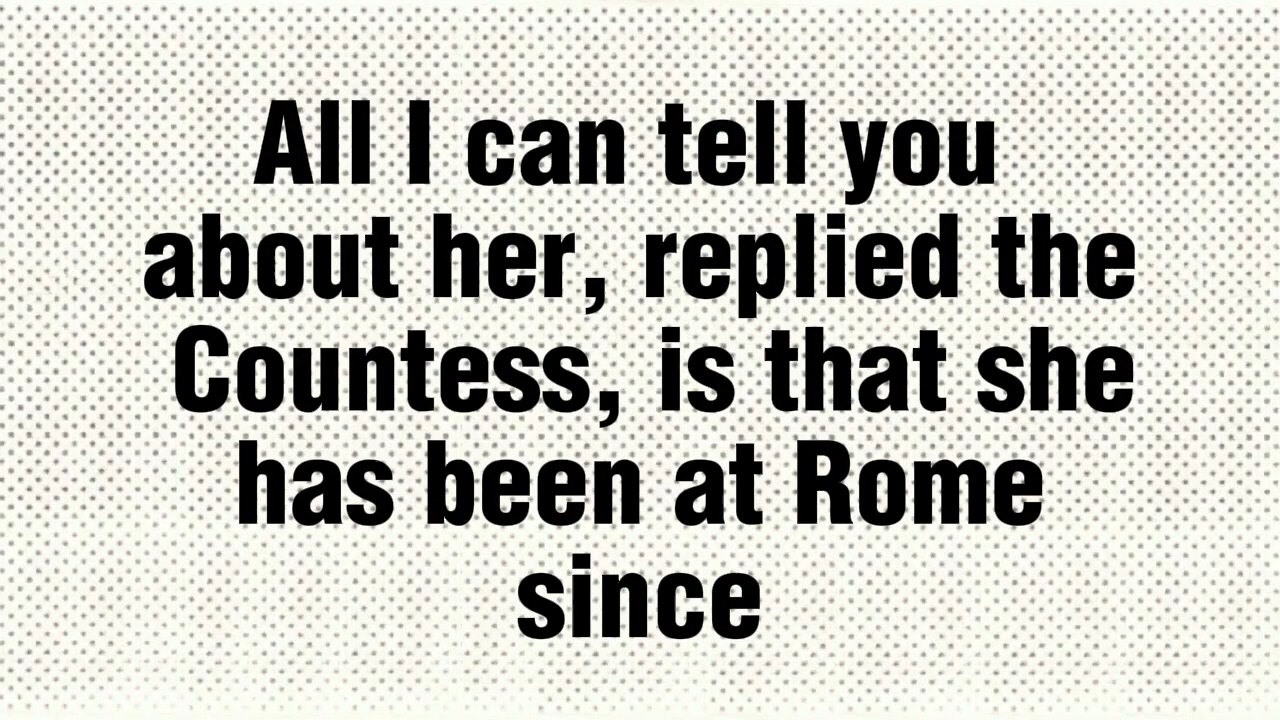 All I can tell you
about her, replied the
Countess, is that she
has been at Rome
since